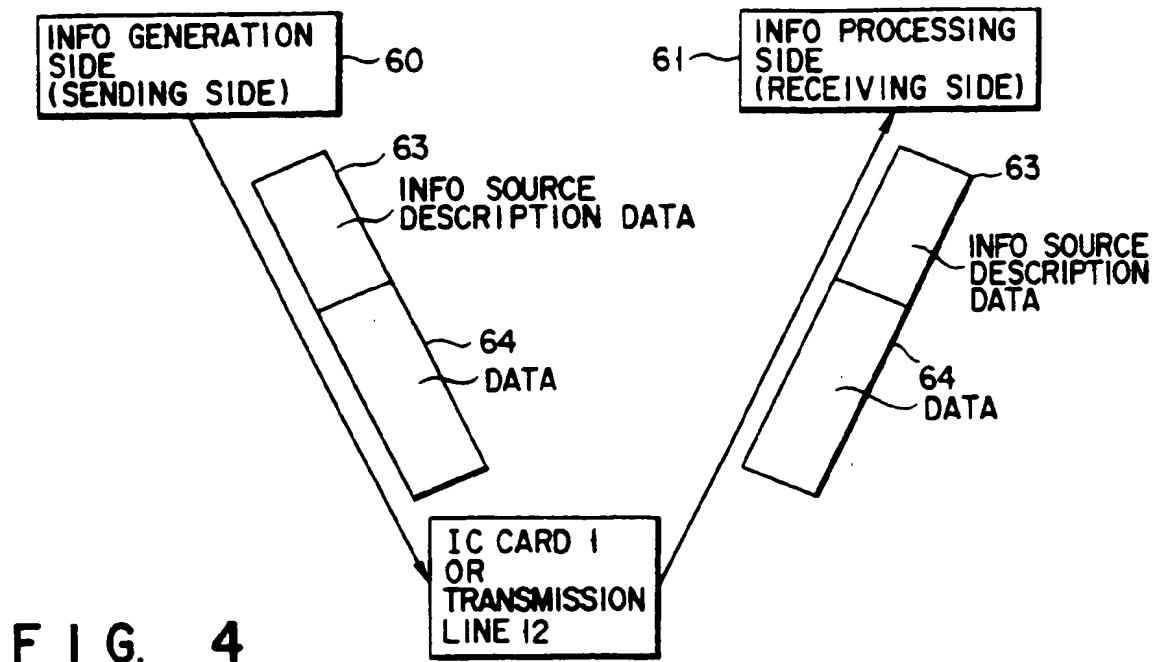 INFO GENERATION
SIDE
(SENDING SIDE)
60
61
INFO PROCESSING
SIDE
(RECEIVING SIDE)
63
INFO SOURCE
DESCRIPTION DATA
64
DATA
63
INFO SOURCE
DESCRIPTION
DATA
64
DATA
IC CARD 1
OR
TRANSMISSION
LINE 12
FIG. 4